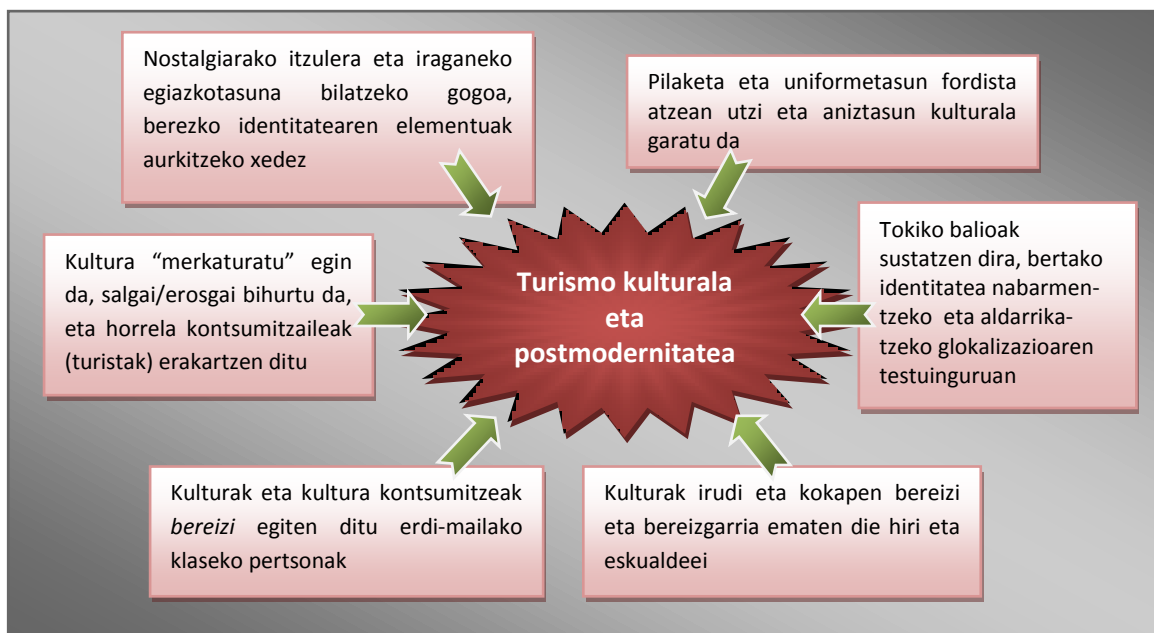 Nostalgiarako itzulera eta iraganeko
egiazkotasuna bilatzeko gogoa,
berezko identitatearen elementuak
aurkitzeko xedez
Pilaketa eta uniformetasun fordista
atzean utzi eta aniztasun kulturala
garatu da
Kultura “merkaturatu” egin
da, salgai/erosgai bihurtu da,
eta horrela kontsumitzaileak
(turistak) erakartzen ditu
Turismo kulturala
eta
postmodernitatea
Tokiko balioak
sustatzen dira, bertako
identitatea nabarmen-
tzeko eta aldarrika-
tzeko glokalizazioaren
testuinguruan
Kulturak eta kultura kontsumitzeak
bereizi egiten ditu erdi-mailako
klaseko pertsonak
Kulturak irudi eta kokapen bereizi
eta bereizgarria ematen die hiri eta
eskualdeei